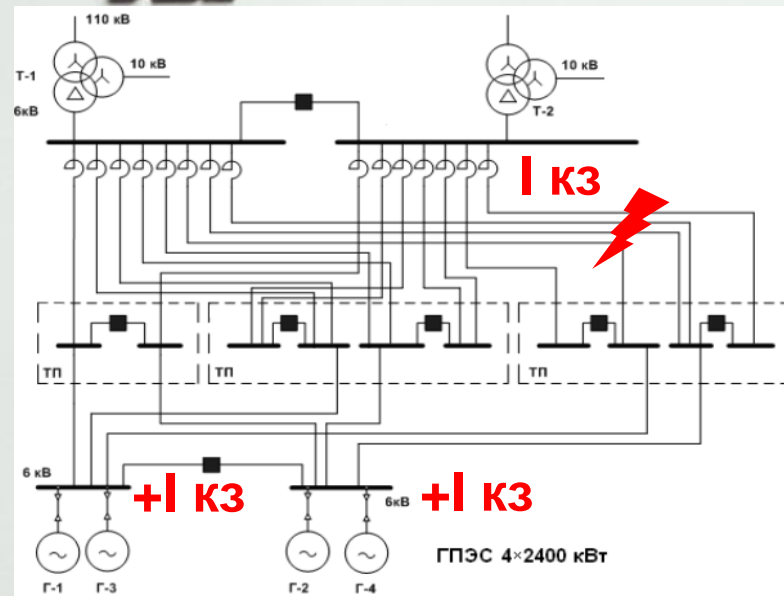 110 кВ
10 кВ
Т-1
6кВ
10 кВ
Т-2
I кз
ТП
ТП
ТП
6 кВ
+I кз
6кВ
+I кз
ГПЭС 4×2400 кВт
Г-1
Г-3
Г-2
Г-4